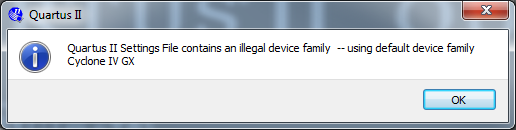 Quartus II
Quartus II Settings File contains an illegal device family  -- using default device family
Cyclone IV GX
OK